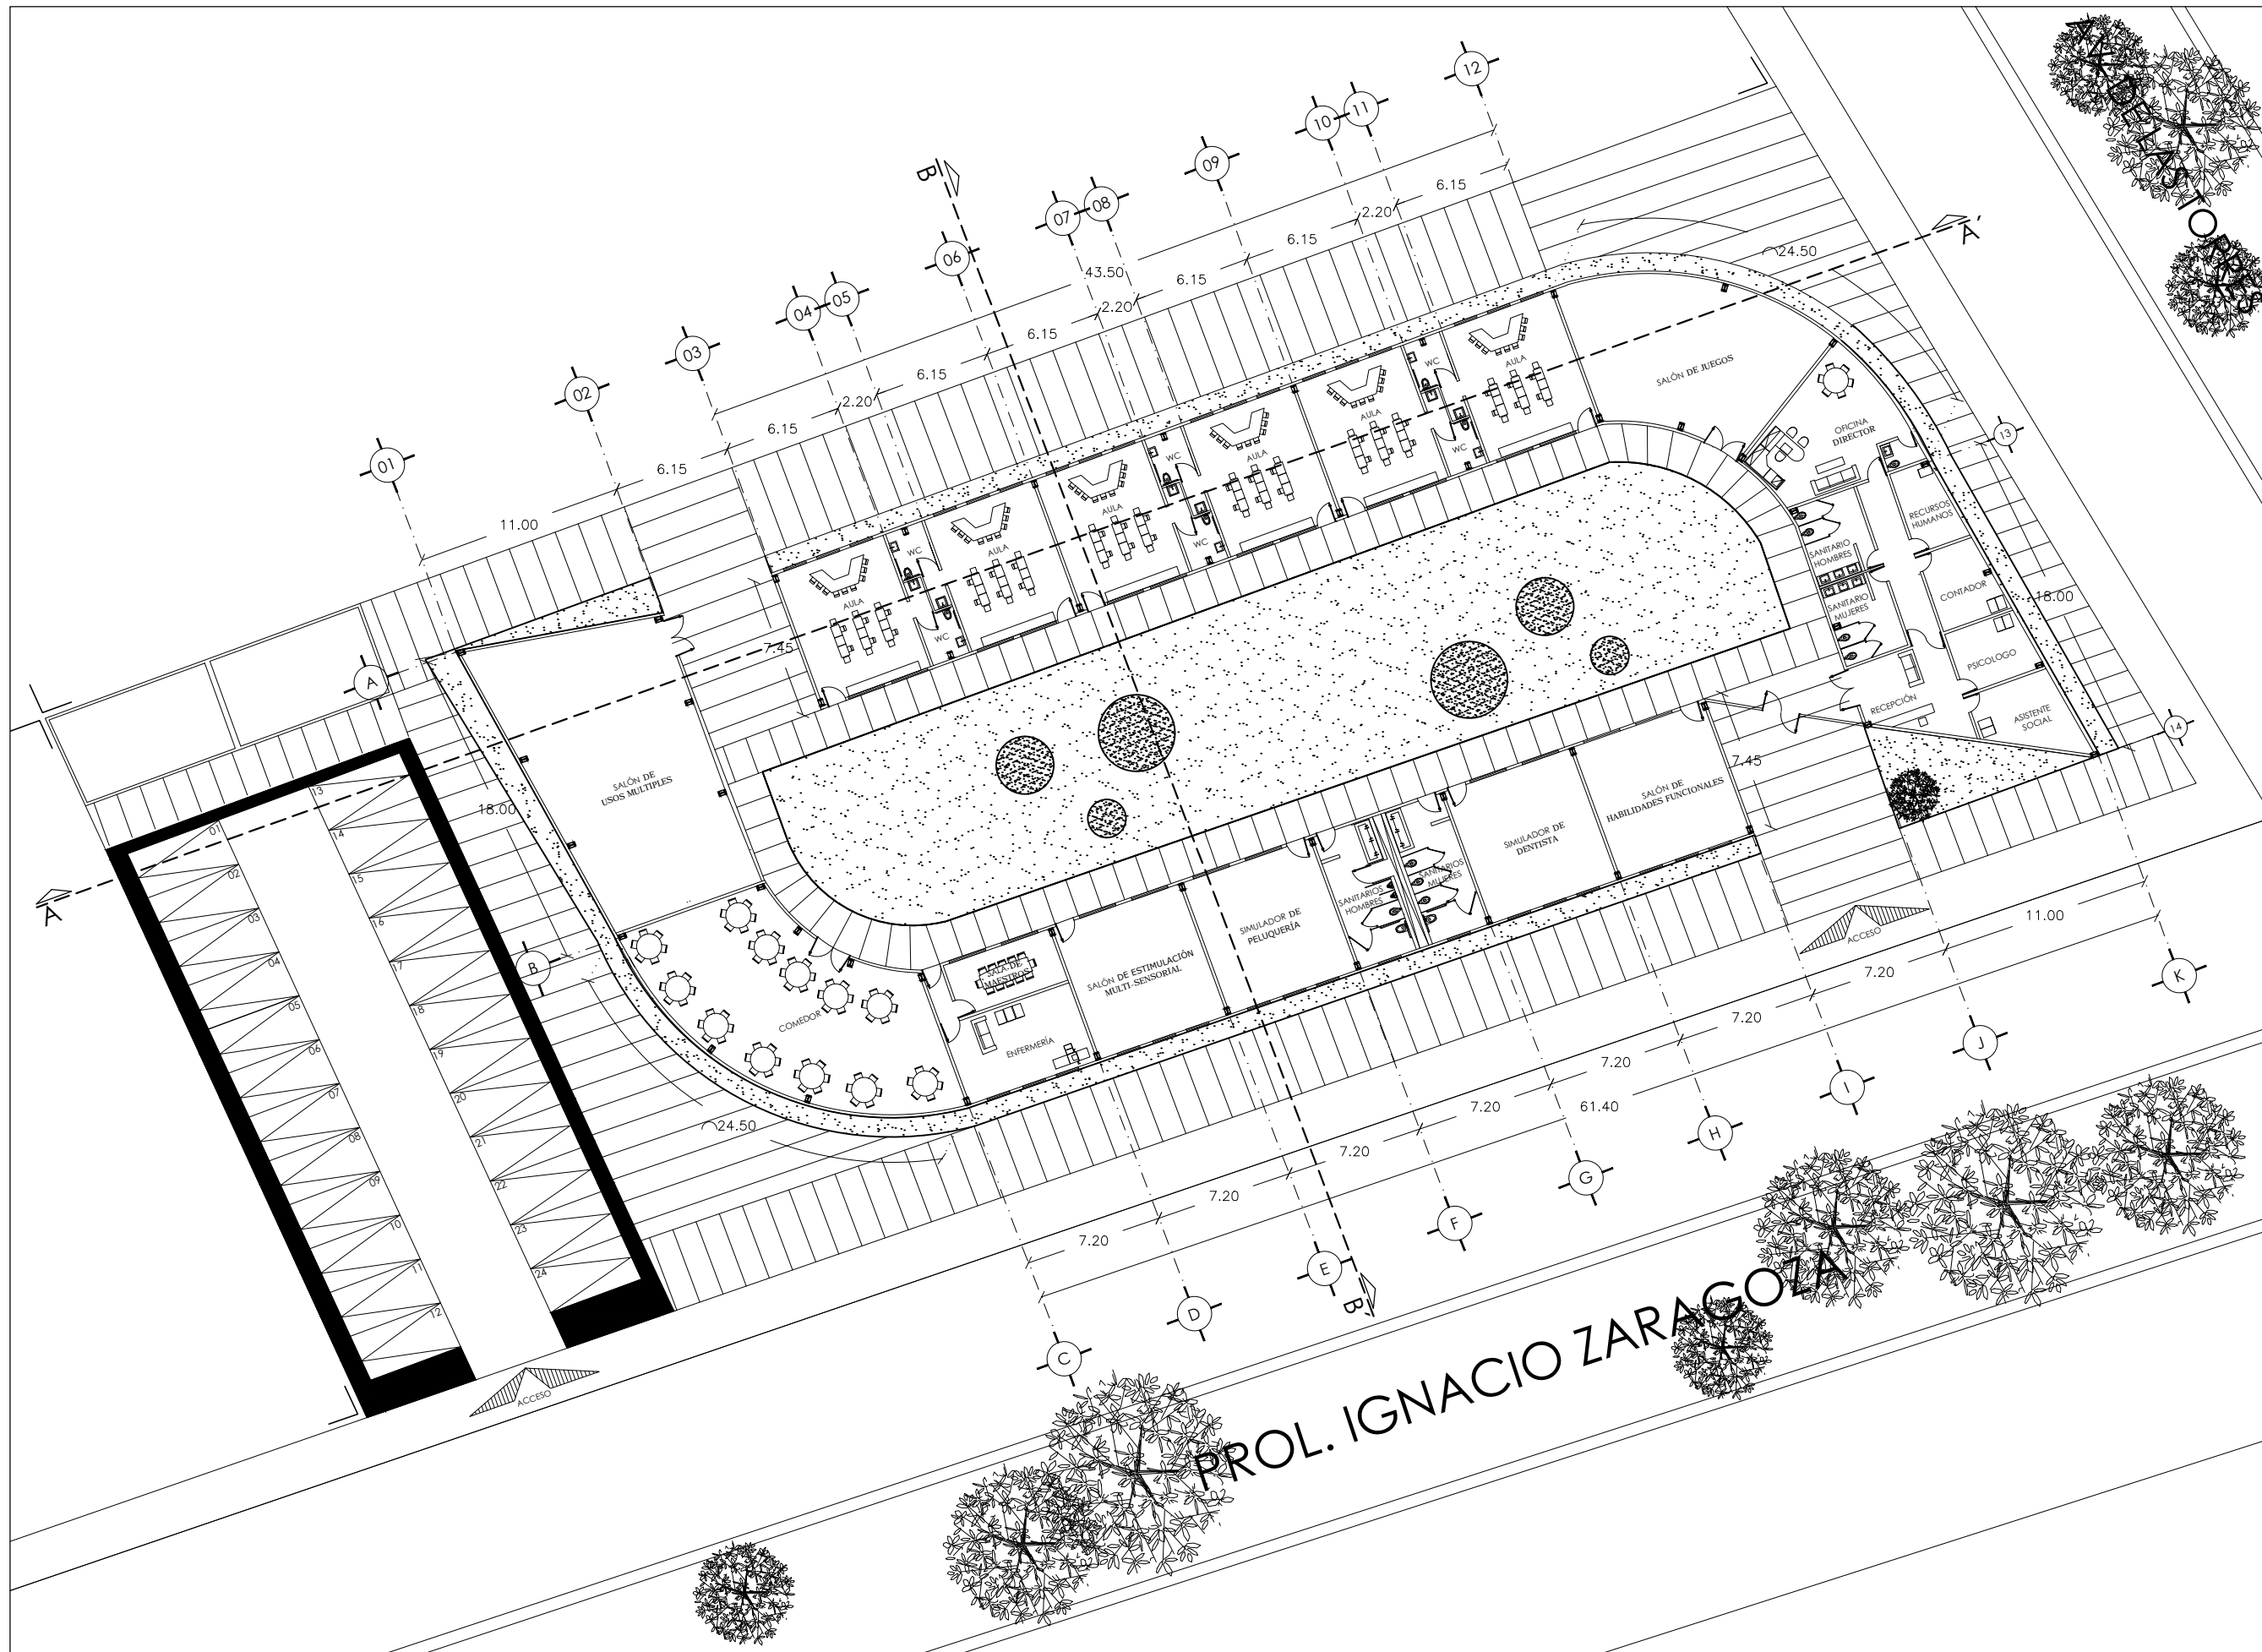 AV. DE LAS TORRES
12
11
10
09
08
07
06
05
04
03
02
01
B
6.15
2.20
6.15
43.50
6.15
2.20
6.15
6.15
2.20
6.15
6.15
11.00
24.50
A´
WC
AULA
WC
AULA
WC
AULA
WC
AULA
WC
AULA
WC
AULA
SALÓN DE JUEGOS
OFICINA
DIRECTOR
13
RECURSOS
HUMANOS
SANITARIO
HOMBRES
CONTADOR
SANITARIO
MUJERES
18.00
PSICOLOGO
RECEPCIÓN
ASISTENTE
SOCIAL
14
A
7.45
SALÓN DE
USOS MULTIPLES
18.00
7.45
SALÓN DE
HABILIDADES FUNCIONALES
SIMULADOR DE
DENTISTA
SANITARIOS
MUJERES
SANITARIOS
HOMBRES
SIMULADOR DE
PELUQUERÍA
SALÓN DE ESTIMULACIÓN
MULTI-SENSORIAL
SALA DE
MAESTROS
ENFERMERÍA
COMEDOR
B
24.50
ACCESO
A
01
02
03
04
05
06
07
08
09
10
11
12
13
14
15
16
17
18
19
20
21
22
23
24
ACCESO
11.00
7.20
7.20
7.20
7.20
61.40
7.20
7.20
7.20
K
J
I
H
G
F
E
D
C
B´
PROL. IGNACIO ZARAGOZA